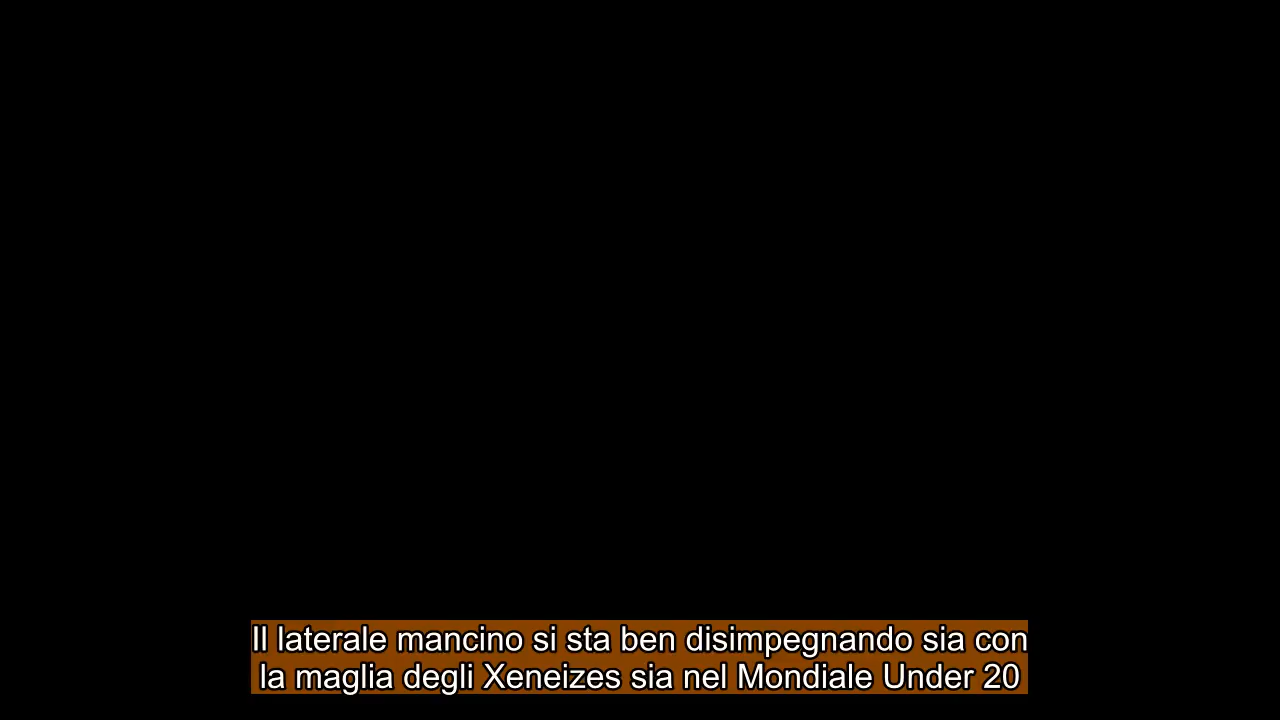 Il laterale mancino si sta ben disimpegnando sia con
la maglia degli Xeneizes sia nel Mondiale Under 20